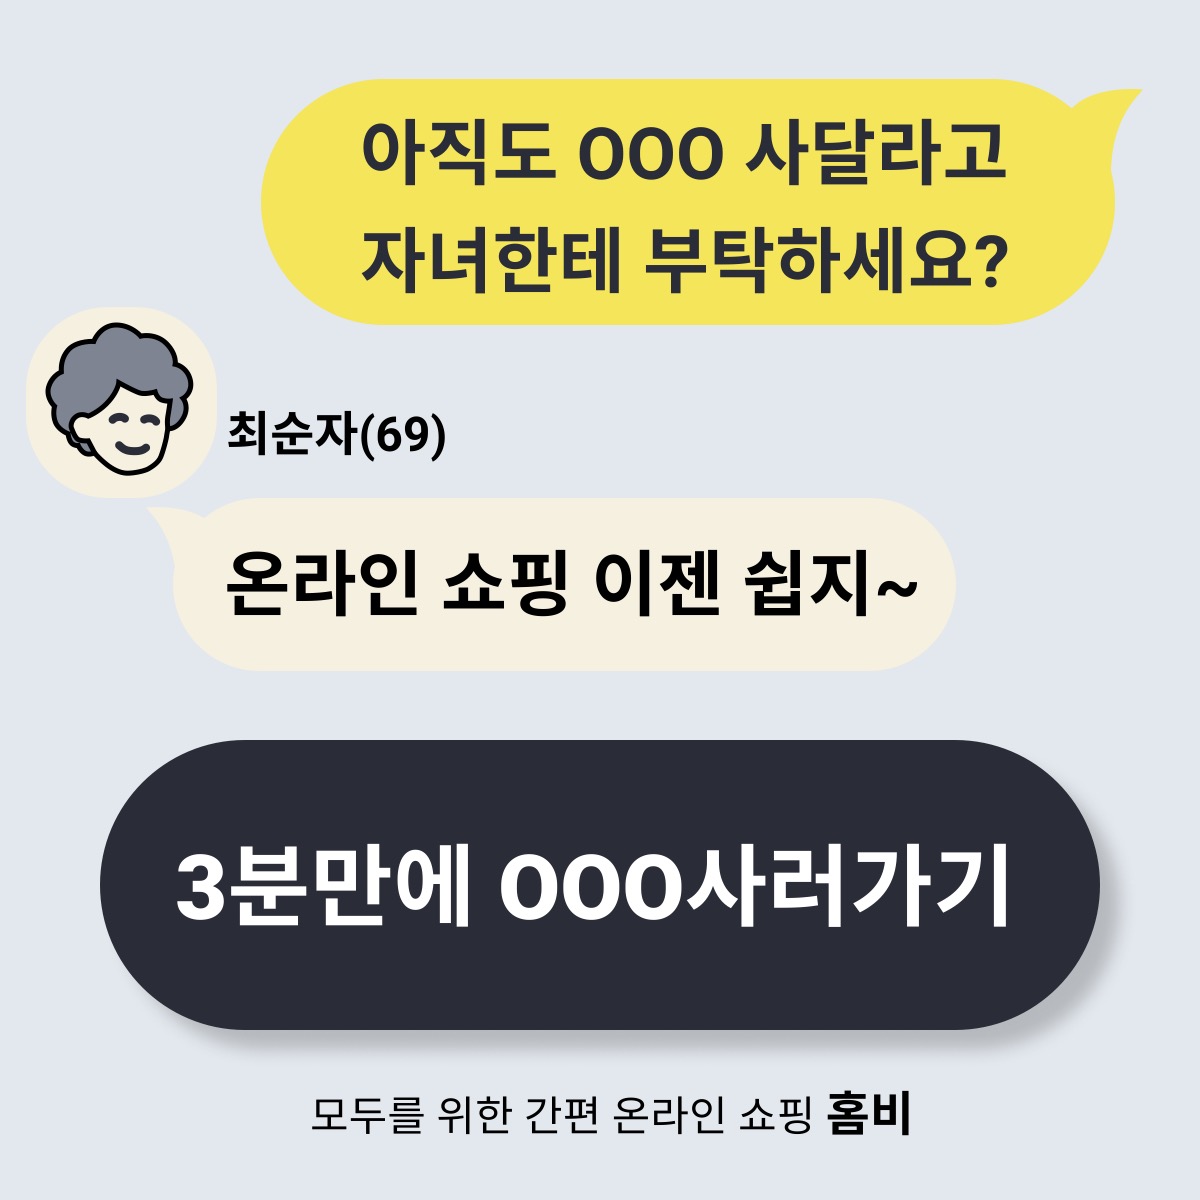 아직도 OOO 사달라고
자녀한테 부탁하세요?
최순자(69)
온라인 쇼핑 이젠 쉽지~
3분만에 OOO사러가기
모두를 위한 간편 온라인 쇼핑 홈비